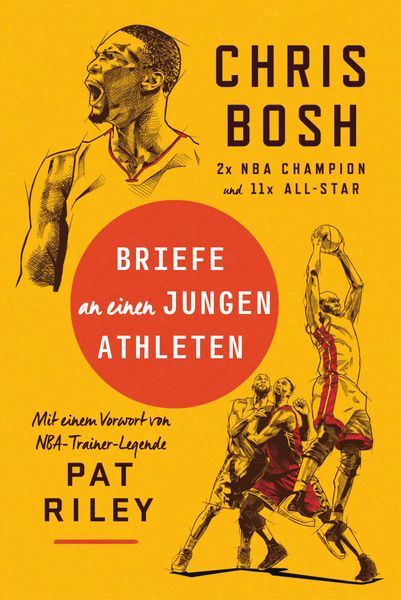 CHRIS
BOSH
2x NBA CHAMPION
und 11x ALL-STAR
BRIEFE
an einen JUNGEN
ATHLETEN
Mit einem Vorwort von
NBA-Trainer-Legende
PAT
RILEY